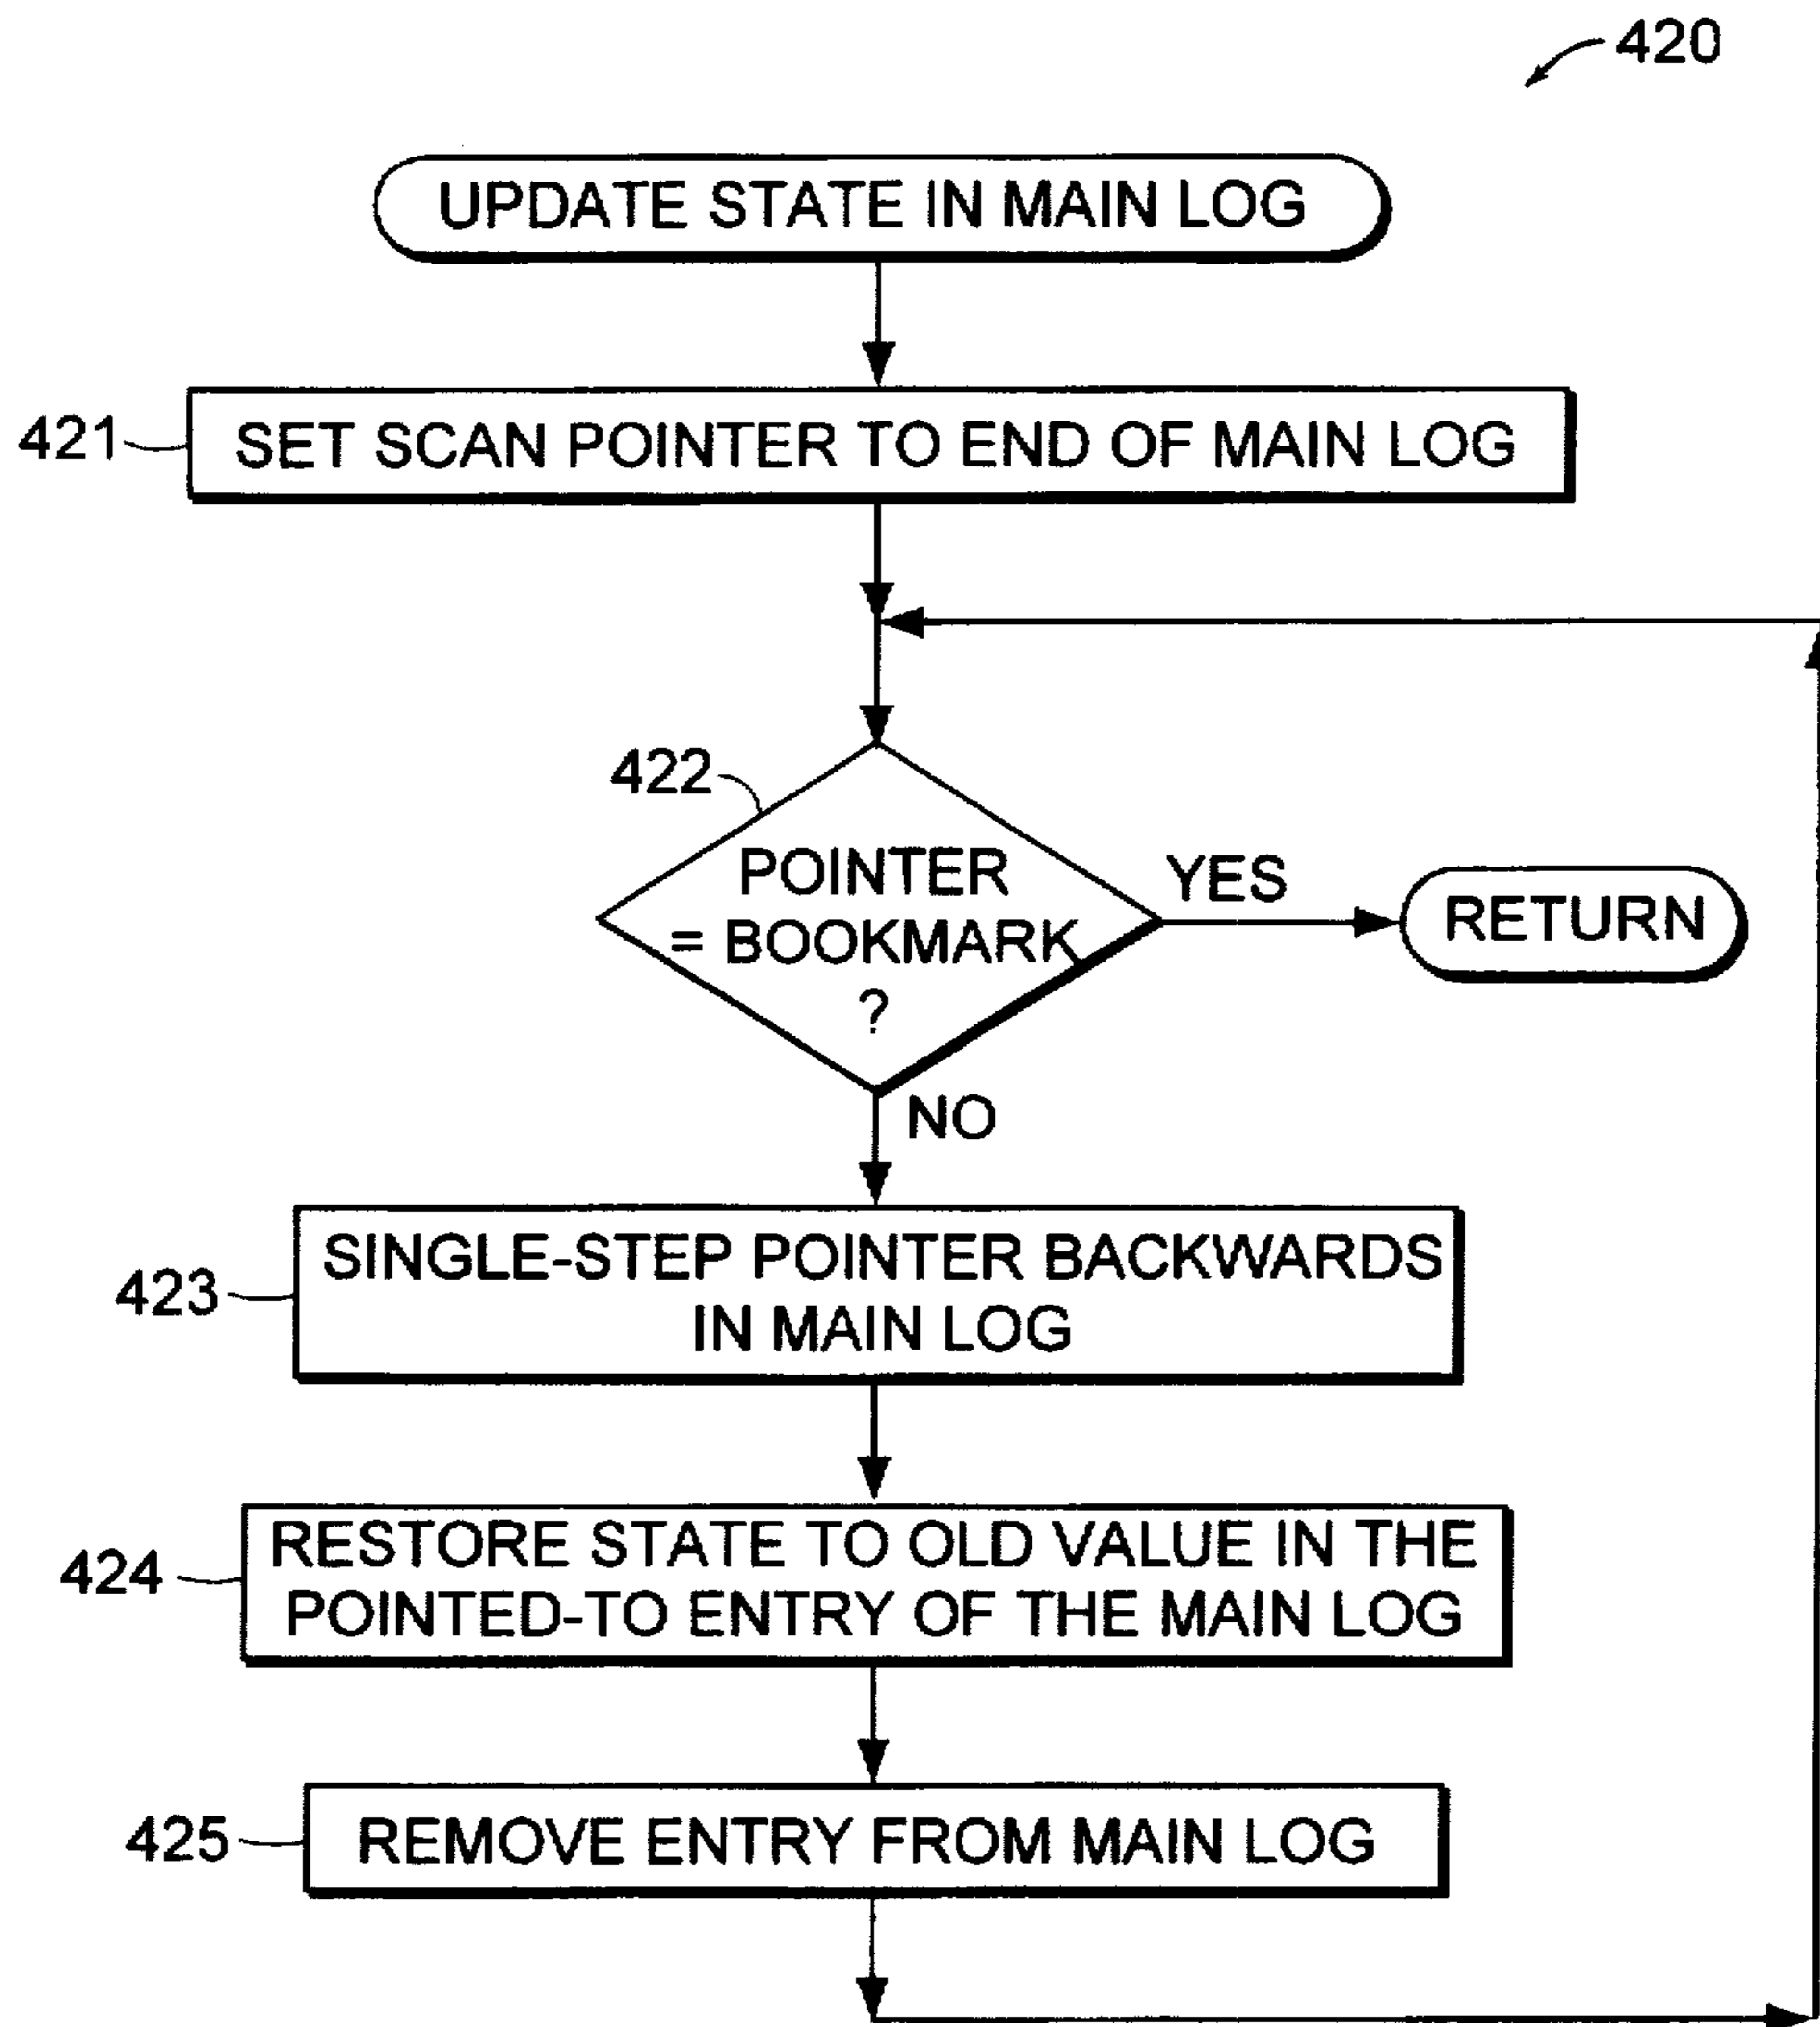 420
UPDATE STATE IN MAIN LOG
421
SET SCAN POINTER TO END OF MAIN LOG
422
POINTER
= BOOKMARK
?
YES
RETURN
NO
423
SINGLE-STEP POINTER BACKWARDS
IN MAIN LOG
424
RESTORE STATE TO OLD VALUE IN THE
POINTED-TO ENTRY OF THE MAIN LOG
425
REMOVE ENTRY FROM MAIN LOG